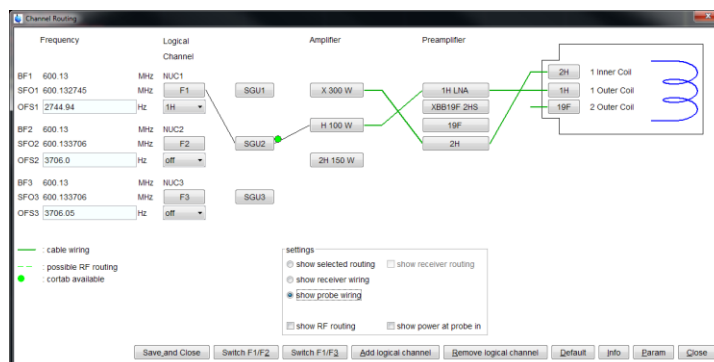 Channel Routing
Frequency Logical Channel Amplifier Preamplifier
BF1 600.13 MHz NUC1
SFO1 600.132745 MHz F1 SGU1 X 300 W 1H LNA
OFS1 2744.94 Hz 1H XBB19F 2HS
BF2 600.13 MHz NUC2 H 100 W 19F
SFO2 600.133706 MHz F2 SGU2 2H
OFS2 3706.0 Hz off 2H 150 W
BF3 600.13 MHz NUC3
SFO3 600.133706 MHz F3 SGU3
OFS3 3706.05 Hz off
2H 1 Inner Coil
1H 1 Outer Coil
19F 2 Outer Coil
: cable wiring
: possible RF routing
: cortab available
settings
show selected routing show receiver routing
show receiver wiring
show probe wiring
show RF routing show power at probe in
Save and Close Switch F1/F2 Switch F1/F3 Add logical channel Remove logical channel Default Info Param Close